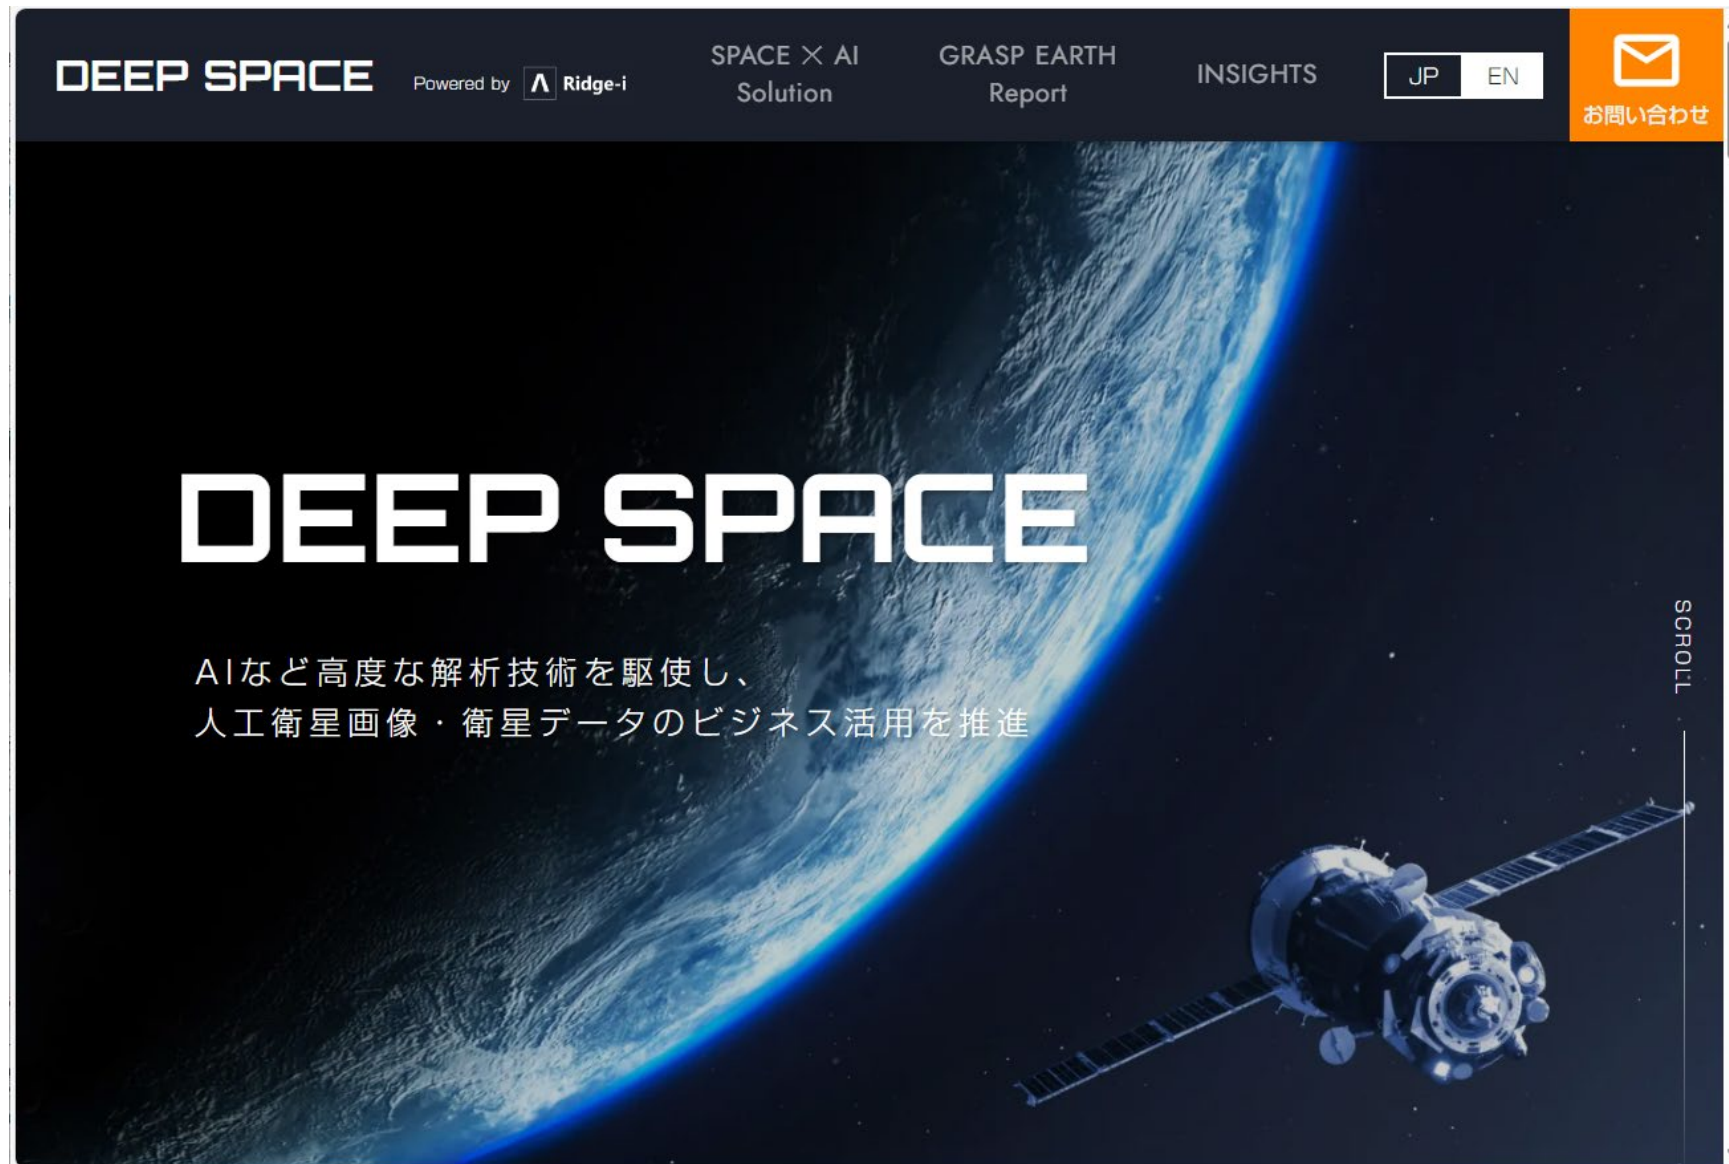 DEEP SPACE
Powered by Ridge-i
SPACE × AI
Solution
GRASP EARTH
Report
INSIGHTS
JP
EN
お問い合わせ
DEEP SPACE
AIなど高度な解析技術を駆使し、
人工衛星画像・衛星データのビジネス活用を推進
SCROLL